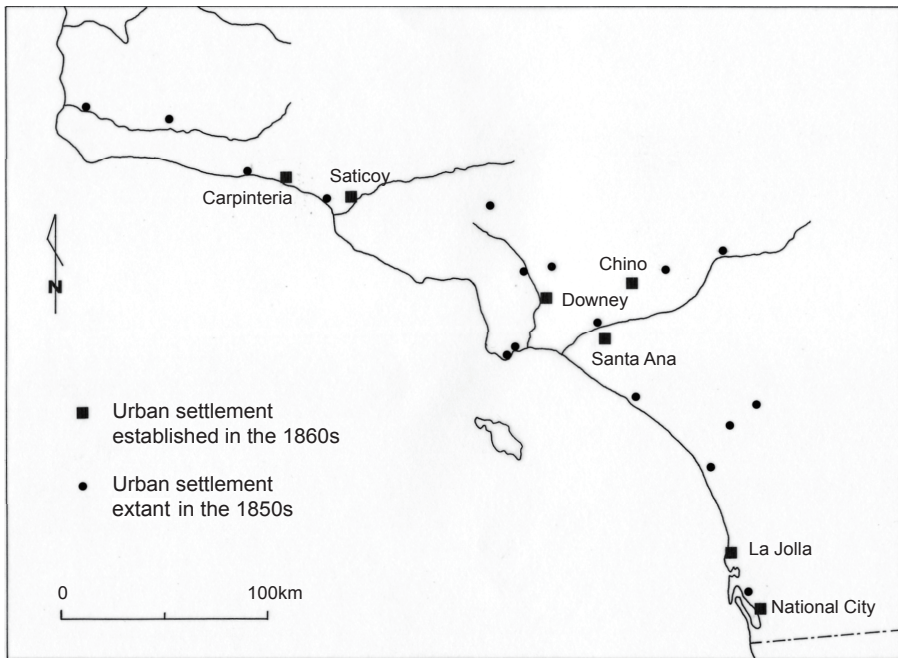 Saticoy
Carpinteria
Chino
Downey
N
Santa Ana
Urban settlement
established in the 1860s
Urban settlement
extant in the 1850s
La Jolla
0 100km
National City